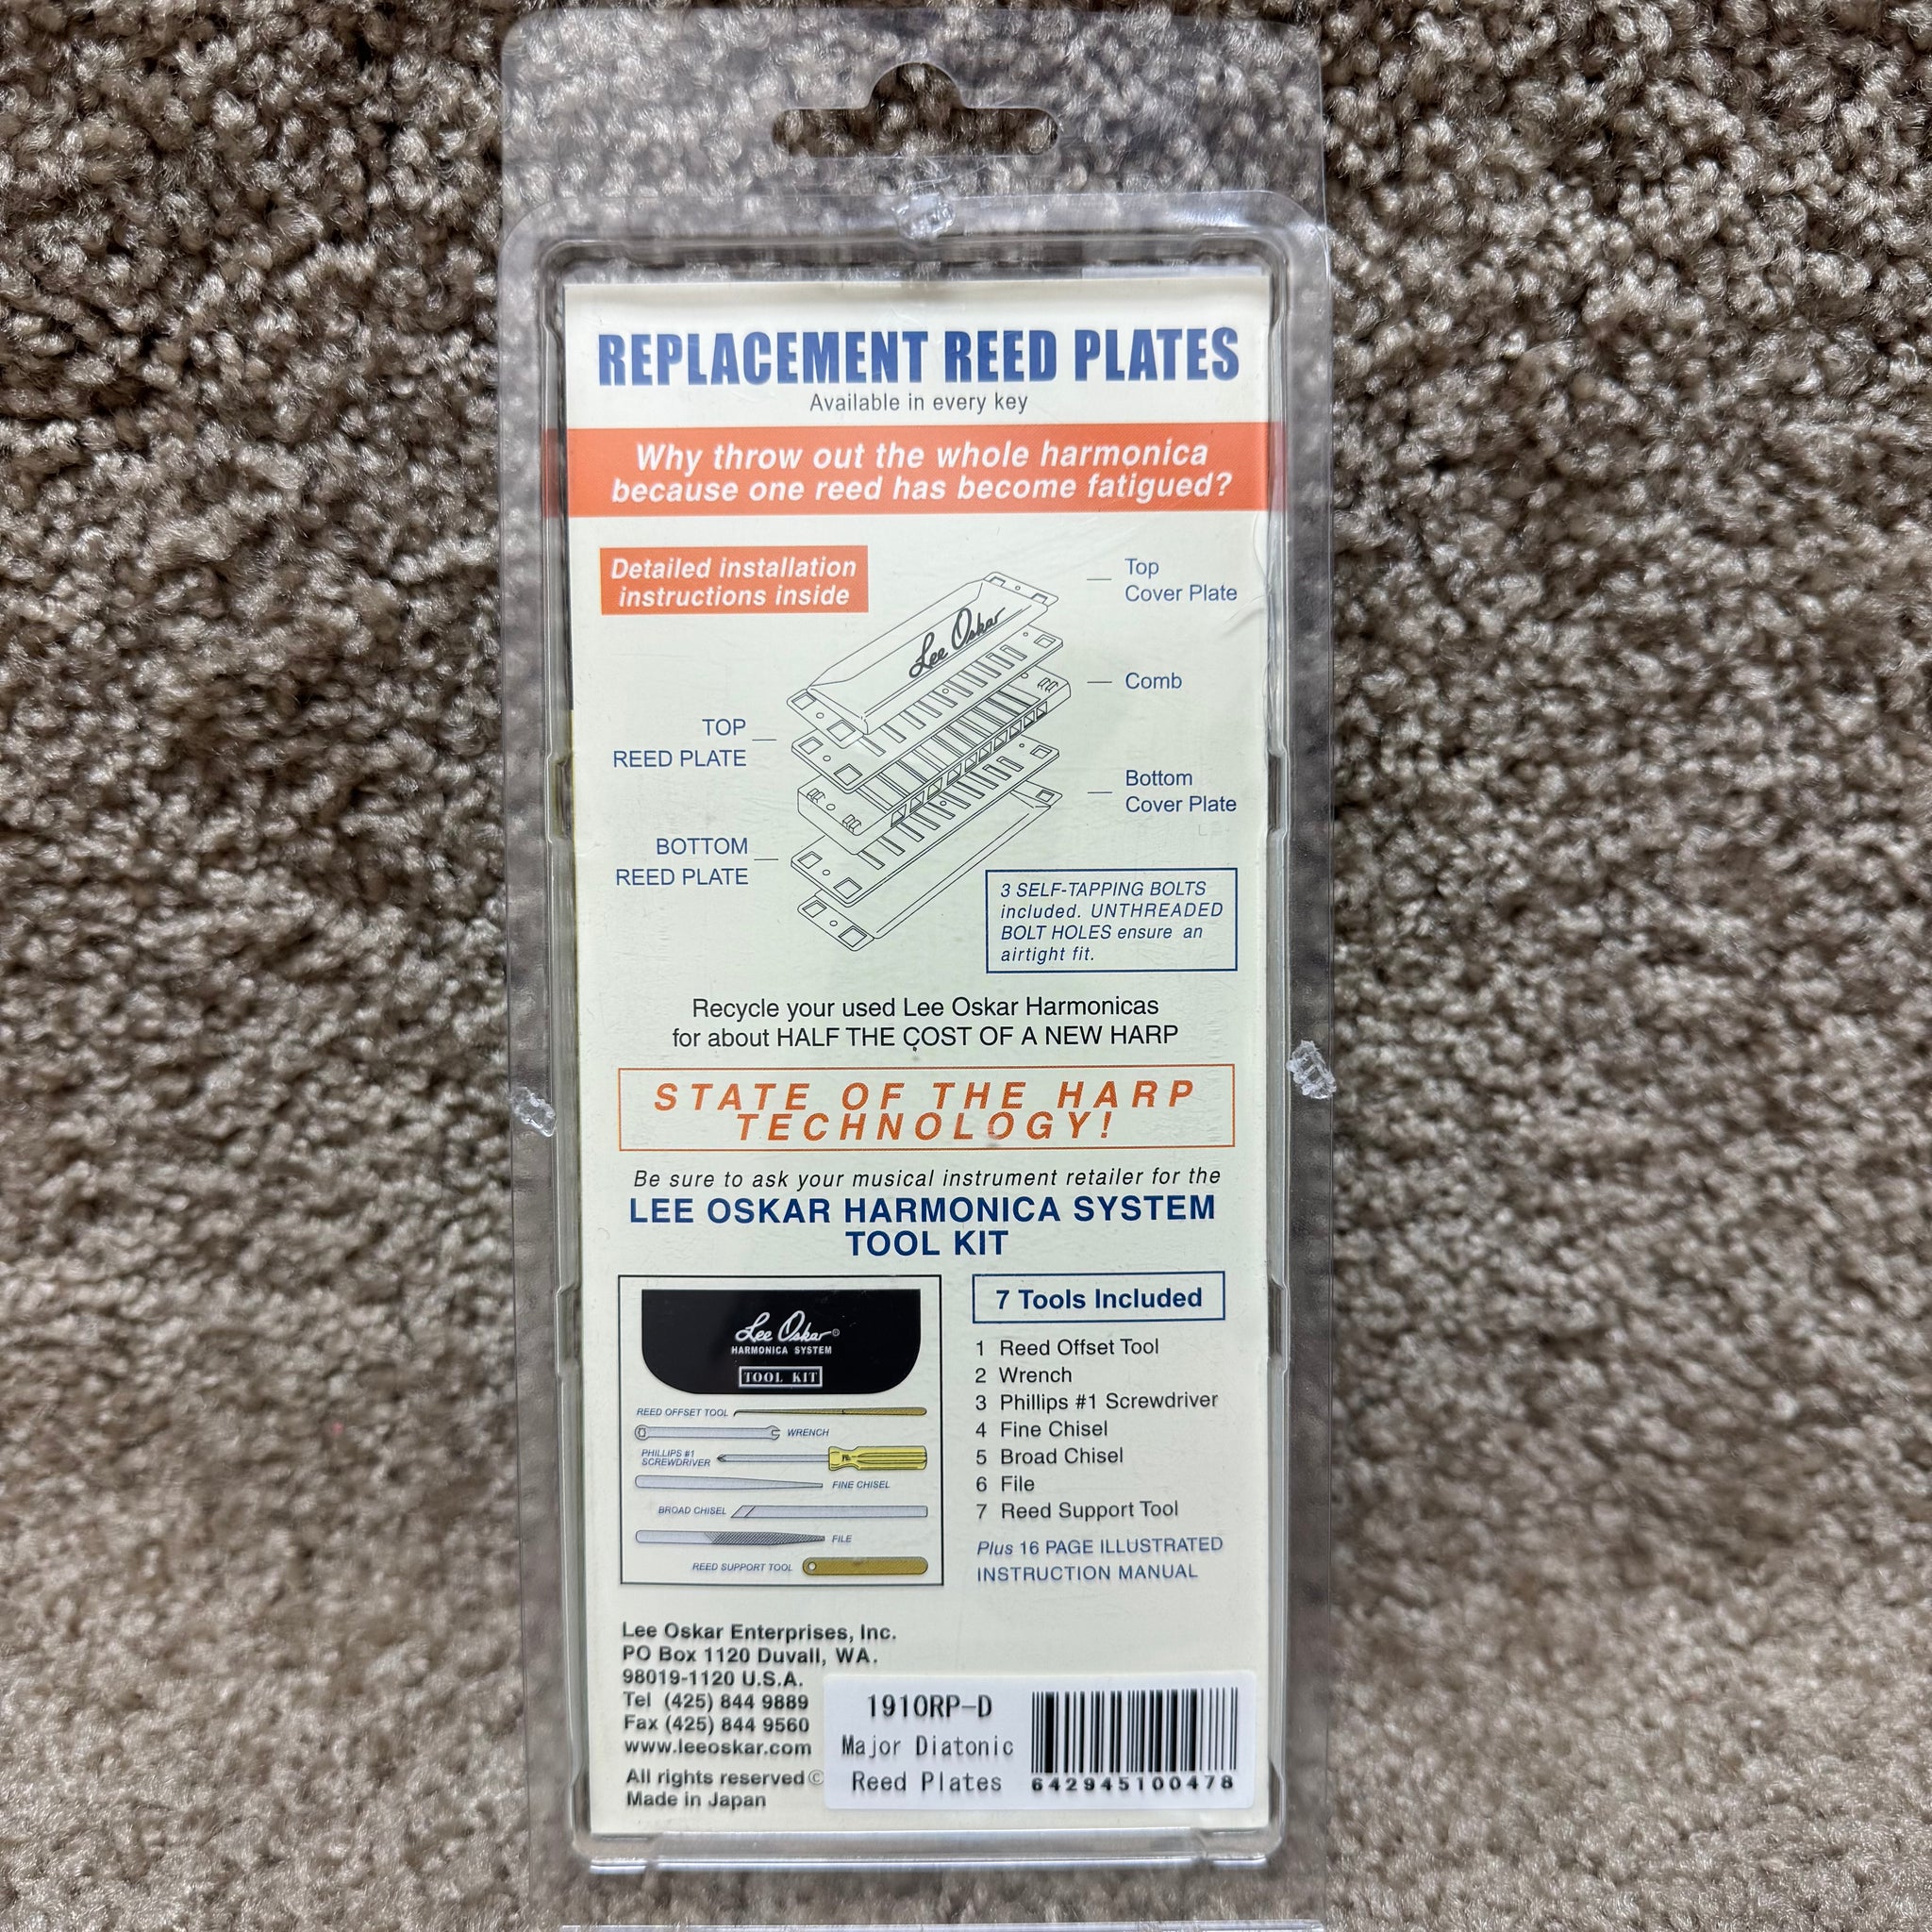 REPLACEMENT REED PLATES
Available in every key
Why throw out the whole harmonica
because one reed has become fatigued?
Detailed installation
instructions inside
Top
Cover Plate
Lee Oskar
Comb
TOP
REED PLATE
Bottom
Cover Plate
BOTTOM
REED PLATE
3 SELF-TAPPING BOLTS
included. UNTHREADED
BOLT HOLES ensure an
airtight fit.
Recycle your used Lee Oskar Harmonicas
for about HALF THE COST OF A NEW HARP
STATE OF THE HARP
TECHNOLOGY!
Be sure to ask your musical instrument retailer for the
LEE OSKAR HARMONICA SYSTEM
TOOL KIT
Lee Oskar®
HARMONICA SYSTEM
TOOL KIT
REED OFFSET TOOL
WRENCH
PHILLIPS #1
SCREWDRIVER
FINE CHISEL
BROAD CHISEL
FILE
REED SUPPORT TOOL
7 Tools Included
1 Reed Offset Tool
2 Wrench
3 Phillips #1 Screwdriver
4 Fine Chisel
5 Broad Chisel
6 File
7 Reed Support Tool
Plus 16 PAGE ILLUSTRATED
INSTRUCTION MANUAL
Lee Oskar Enterprises, Inc.
PO Box 1120 Duvall, WA.
98019-1120 U.S.A.
Tel (425) 844 9889
Fax (425) 844 9560
www.leeoskar.com
All rights reserved©
Made in Japan
1910RP-D
Major Diatonic
Reed Plates
642945100478